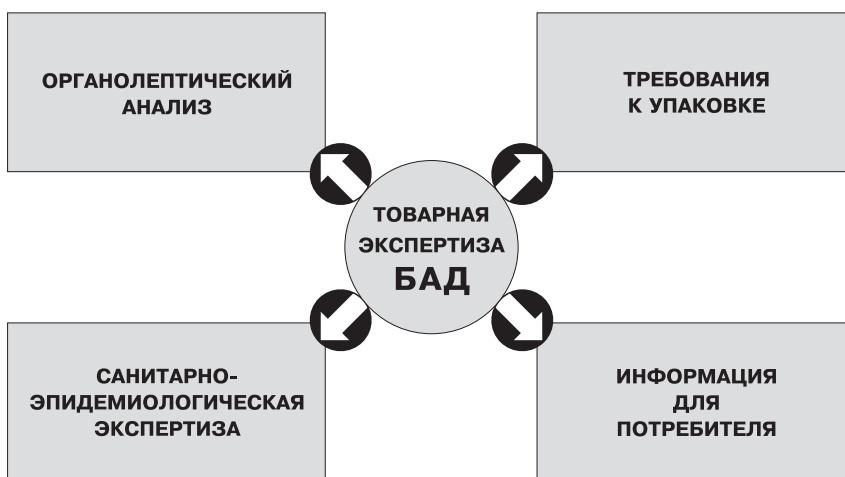 ОРГАНОЛЕПТИЧЕСКИЙ
АНАЛИЗ
ТРЕБОВАНИЯ
К УПАКОВКЕ
ТОВАРНАЯ
ЭКСПЕРТИЗА
БАД
САНИТАРНО-
ЭПИДЕМИОЛОГИЧЕСКАЯ
ЭКСПЕРТИЗА
ИНФОРМАЦИЯ
ДЛЯ
ПОТРЕБИТЕЛЯ